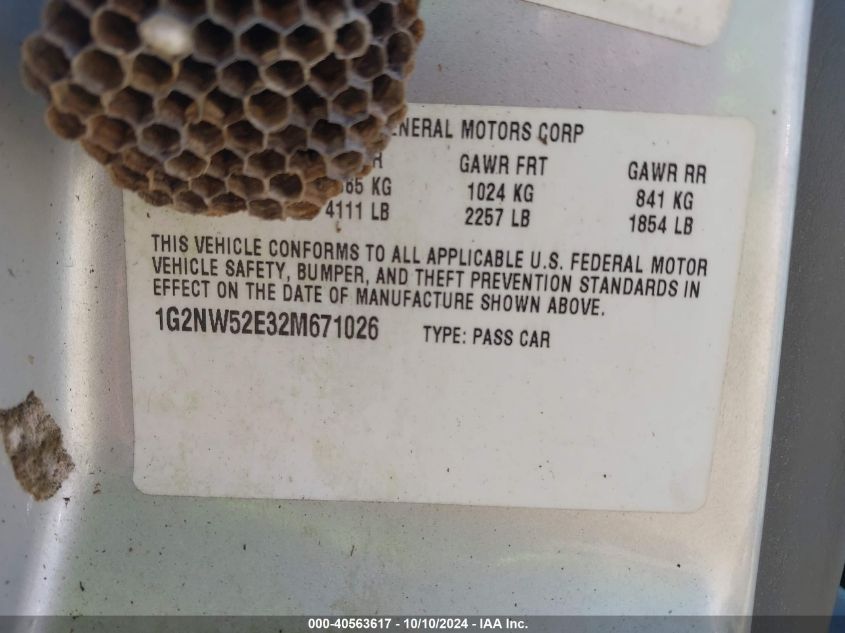 GENERAL MOTORS CORP
GAWR FRT GAWR RR
KG 1024 KG 841 KG
4111 LB 2257 LB 1854 LB
THIS VEHICLE CONFORMS TO ALL APPLICABLE U.S. FEDERAL MOTOR
VEHICLE SAFETY, BUMPER, AND THEFT PREVENTION STANDARDS IN
EFFECT ON THE DATE OF MANUFACTURE SHOWN ABOVE.
1G2NW52E32M671026 TYPE: PASS CAR
000-40563617 - 10/10/2024 - IAA Inc.